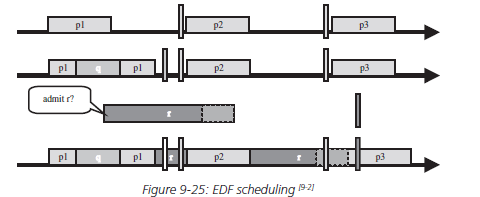 p1 p2 p3
p1 q p1 p2 p3
admit r?
r
p1 q p1 r p2 r p3
Figure 9-25: EDF scheduling [9-2]